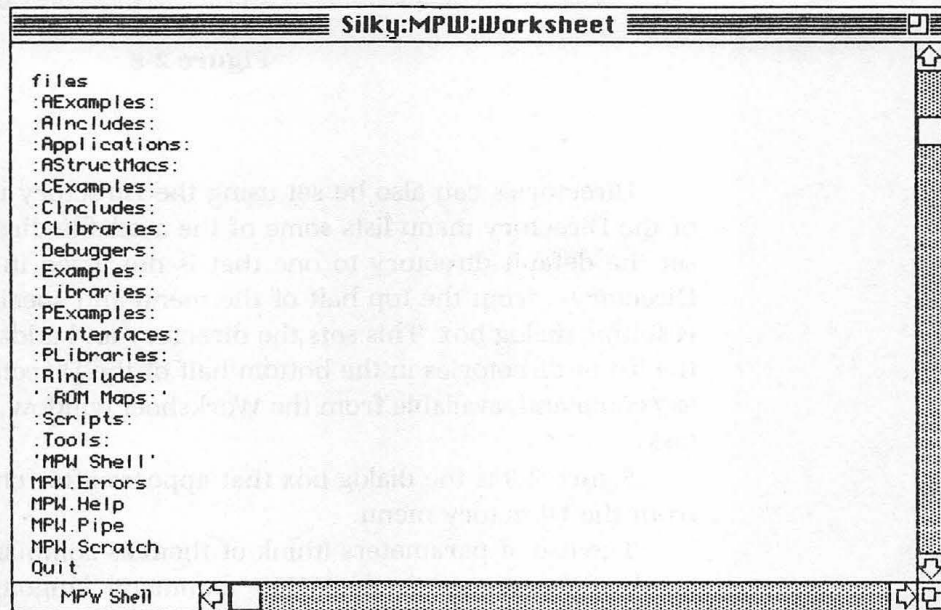 Silky:MPW:Worksheet
files
:AExamples:
:AIncludes:
:Applications:
:AStructMacs:
:CExamples:
:CIncludes:
:CLibraries:
:Debuggers:
:Examples:
:Libraries:
:PExamples:
:PInterfaces:
:PLibraries:
:RIncludes:
':ROM Maps:'
:Scripts:
:Tools:
'MPW Shell'
MPW.Errors
MPW.Help
MPW.Pipe
MPW.Scratch
Quit
MPW Shell